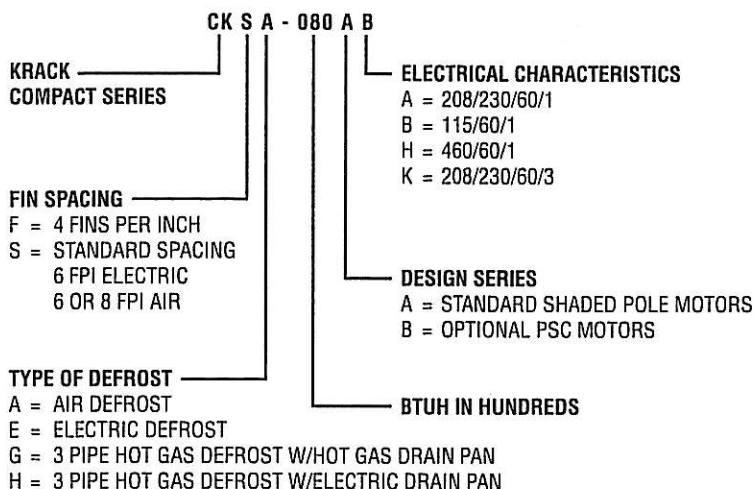 CK S A - 080 A B
KRACK
COMPACT SERIES
FIN SPACING
F = 4 FINS PER INCH
S = STANDARD SPACING
6 FPI ELECTRIC
6 OR 8 FPI AIR
TYPE OF DEFROST
A = AIR DEFROST
E = ELECTRIC DEFROST
G = 3 PIPE HOT GAS DEFROST W/HOT GAS DRAIN PAN
H = 3 PIPE HOT GAS DEFROST W/ELECTRIC DRAIN PAN
ELECTRICAL CHARACTERISTICS
A = 208/230/60/1
B = 115/60/1
H = 460/60/1
K = 208/230/60/3
DESIGN SERIES
A = STANDARD SHADED POLE MOTORS
B = OPTIONAL PSC MOTORS
BTUH IN HUNDREDS